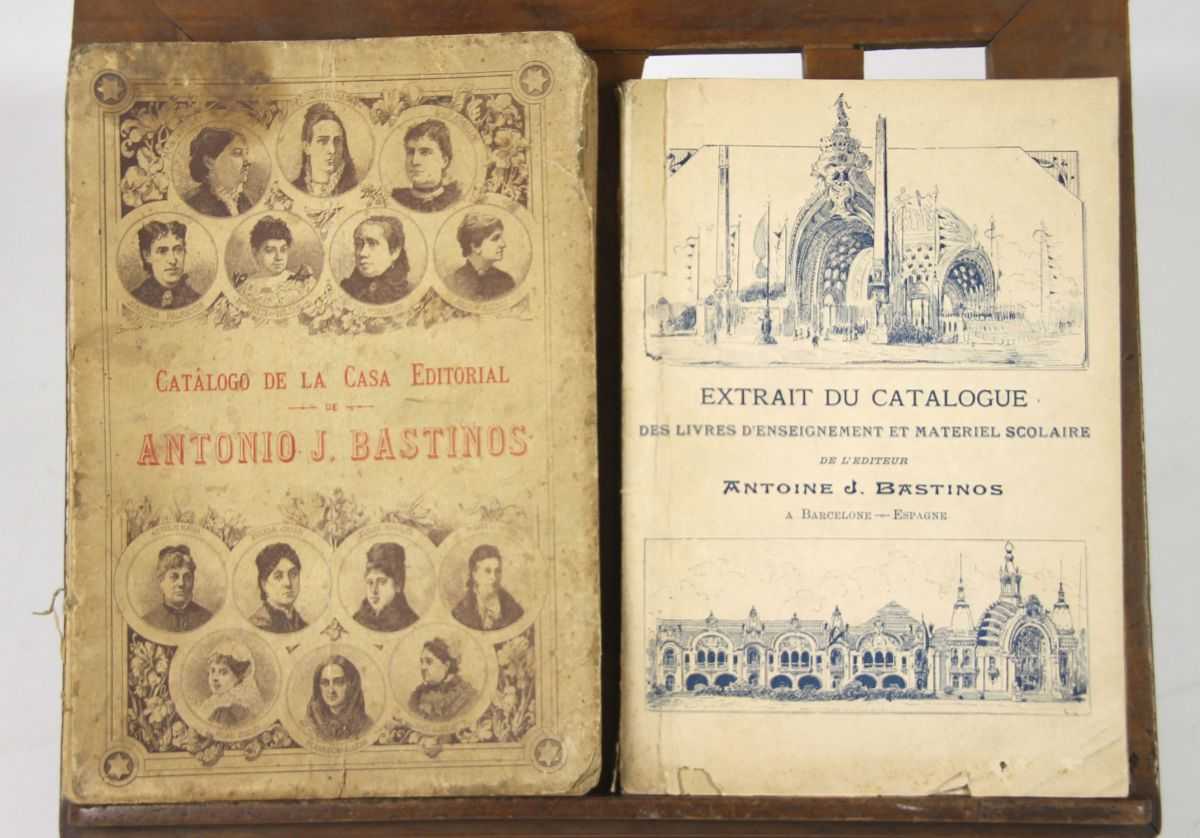 CATÁLOGO DE LA CASA EDITORIAL
DE
ANTONIO J. BASTINOS
EXTRAIT DU CATALOGUE
DES LIVRES D'ENSEIGNEMENT ET MATERIEL SCOLAIRE
DE L'EDITEUR
ANTOINE J. BASTINOS
A BARCELONE — ESPAGNE